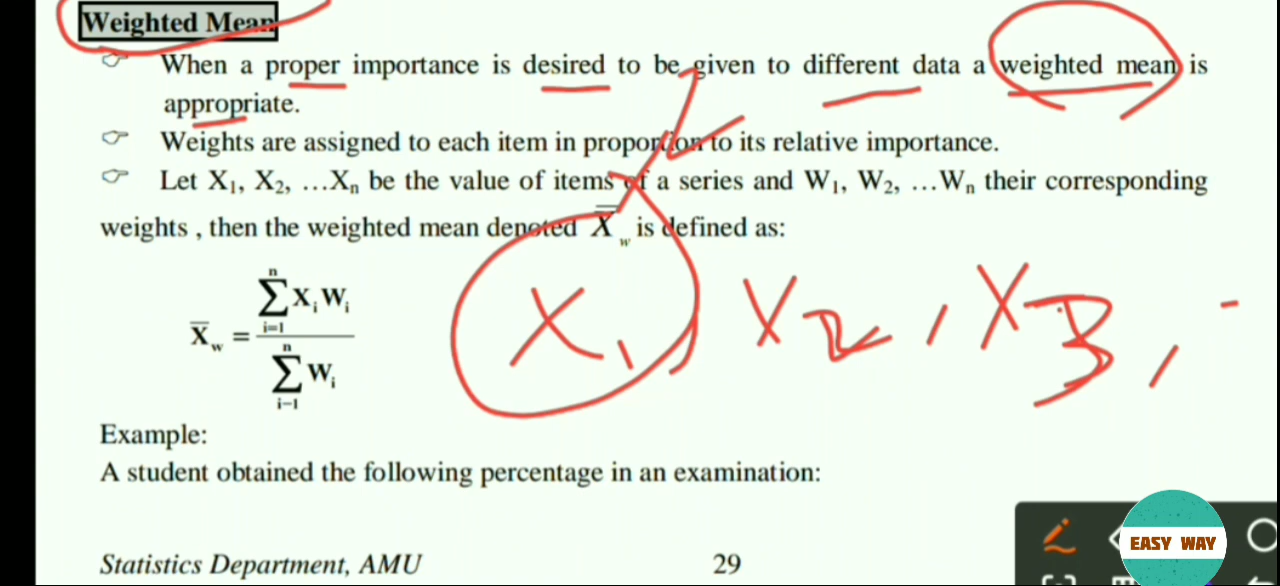 Weighted Mean
☞ When a proper importance is desired to be given to different data a weighted mean is
appropriate.
☞ Weights are assigned to each item in proportion to its relative importance.
☞ Let X₁, X₂, …Xₙ be the value of items of a series and W₁, W₂, …Wₙ their corresponding
weights , then the weighted mean denoted X̅w is defined as:
X̅w = ∑ⁿᵢ₌₁ XᵢWᵢ / ∑ⁿᵢ₋₁ Wᵢ
X₁, X₂, X₃, -
Example:
A student obtained the following percentage in an examination:
EASY WAY
Statistics Department, AMU 29